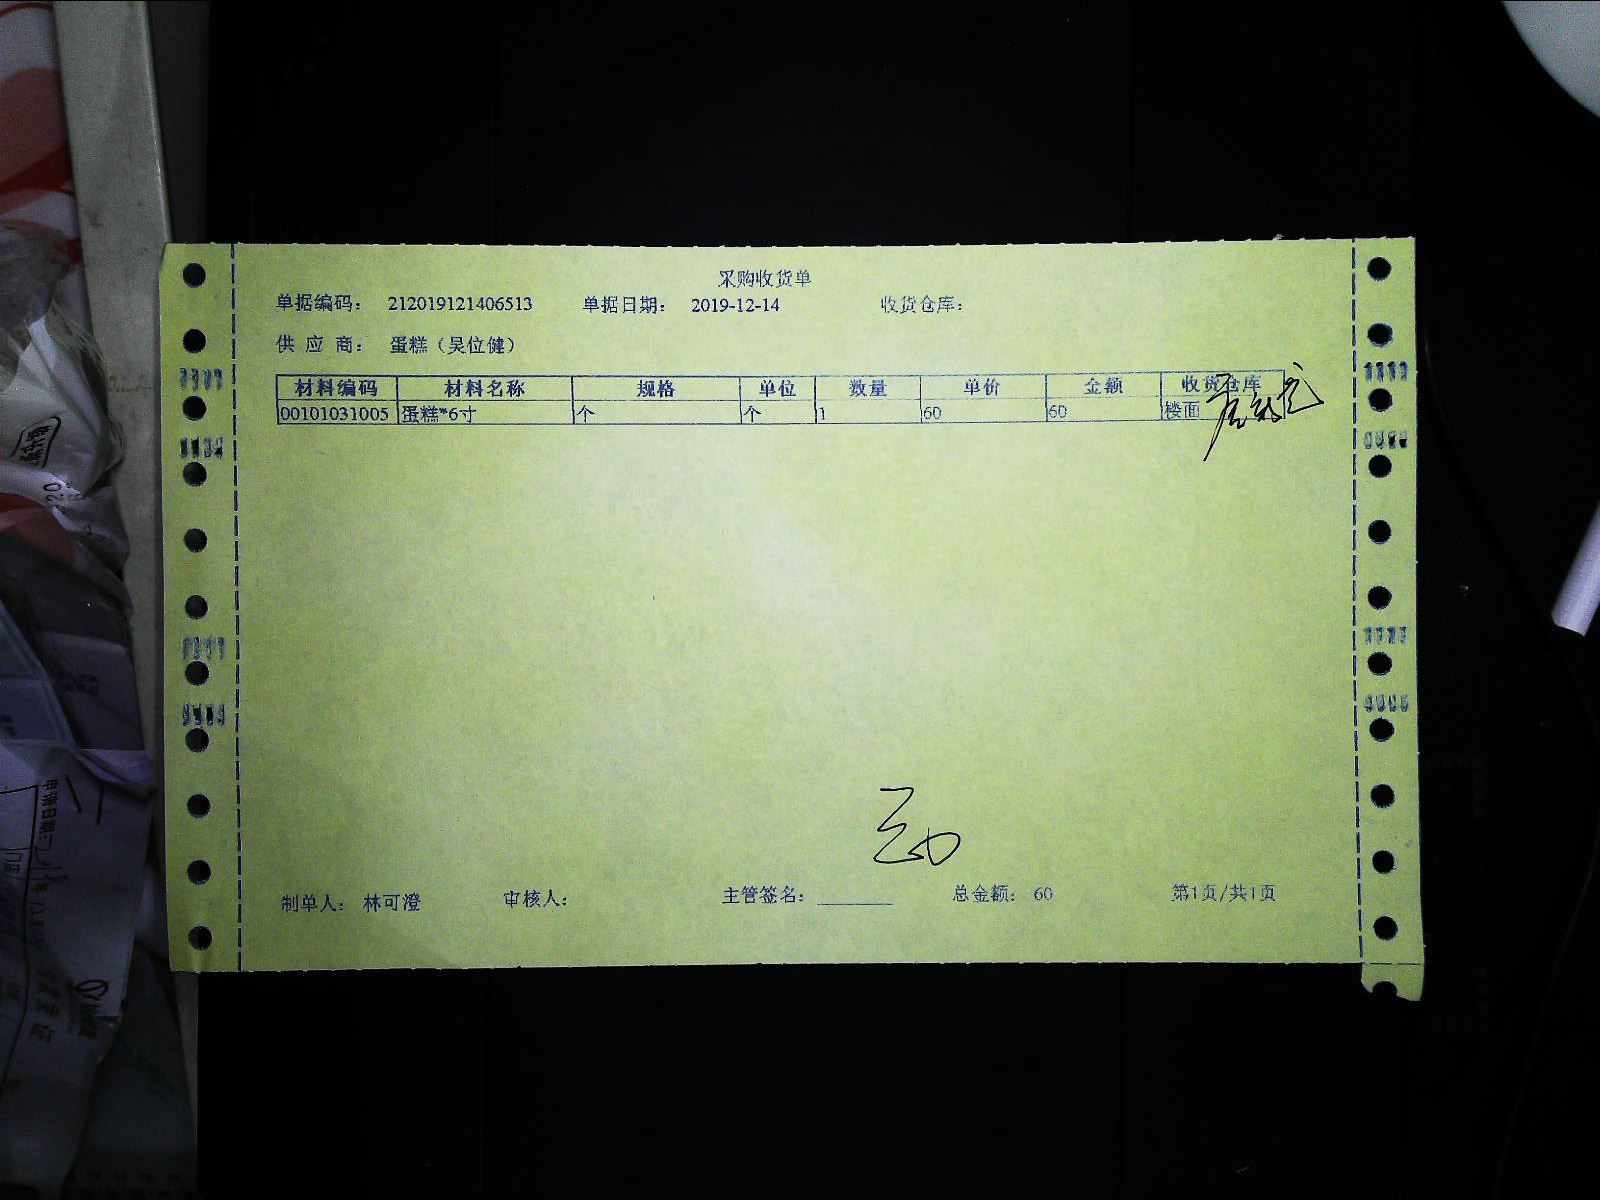 采购收货单
单据编码： 212019121406513 单据日期： 2019-12-14 收货仓库：
供 应 商： 蛋糕（吴位健）
材料编码 材料名称 规格 单位 数量 单价 金额 收货仓库
00101031005 蛋糕*6寸 个 个 1 60 60 楼面
制单人： 林可澄 审核人： 主管签名： 总金额： 60 第1页/共1页